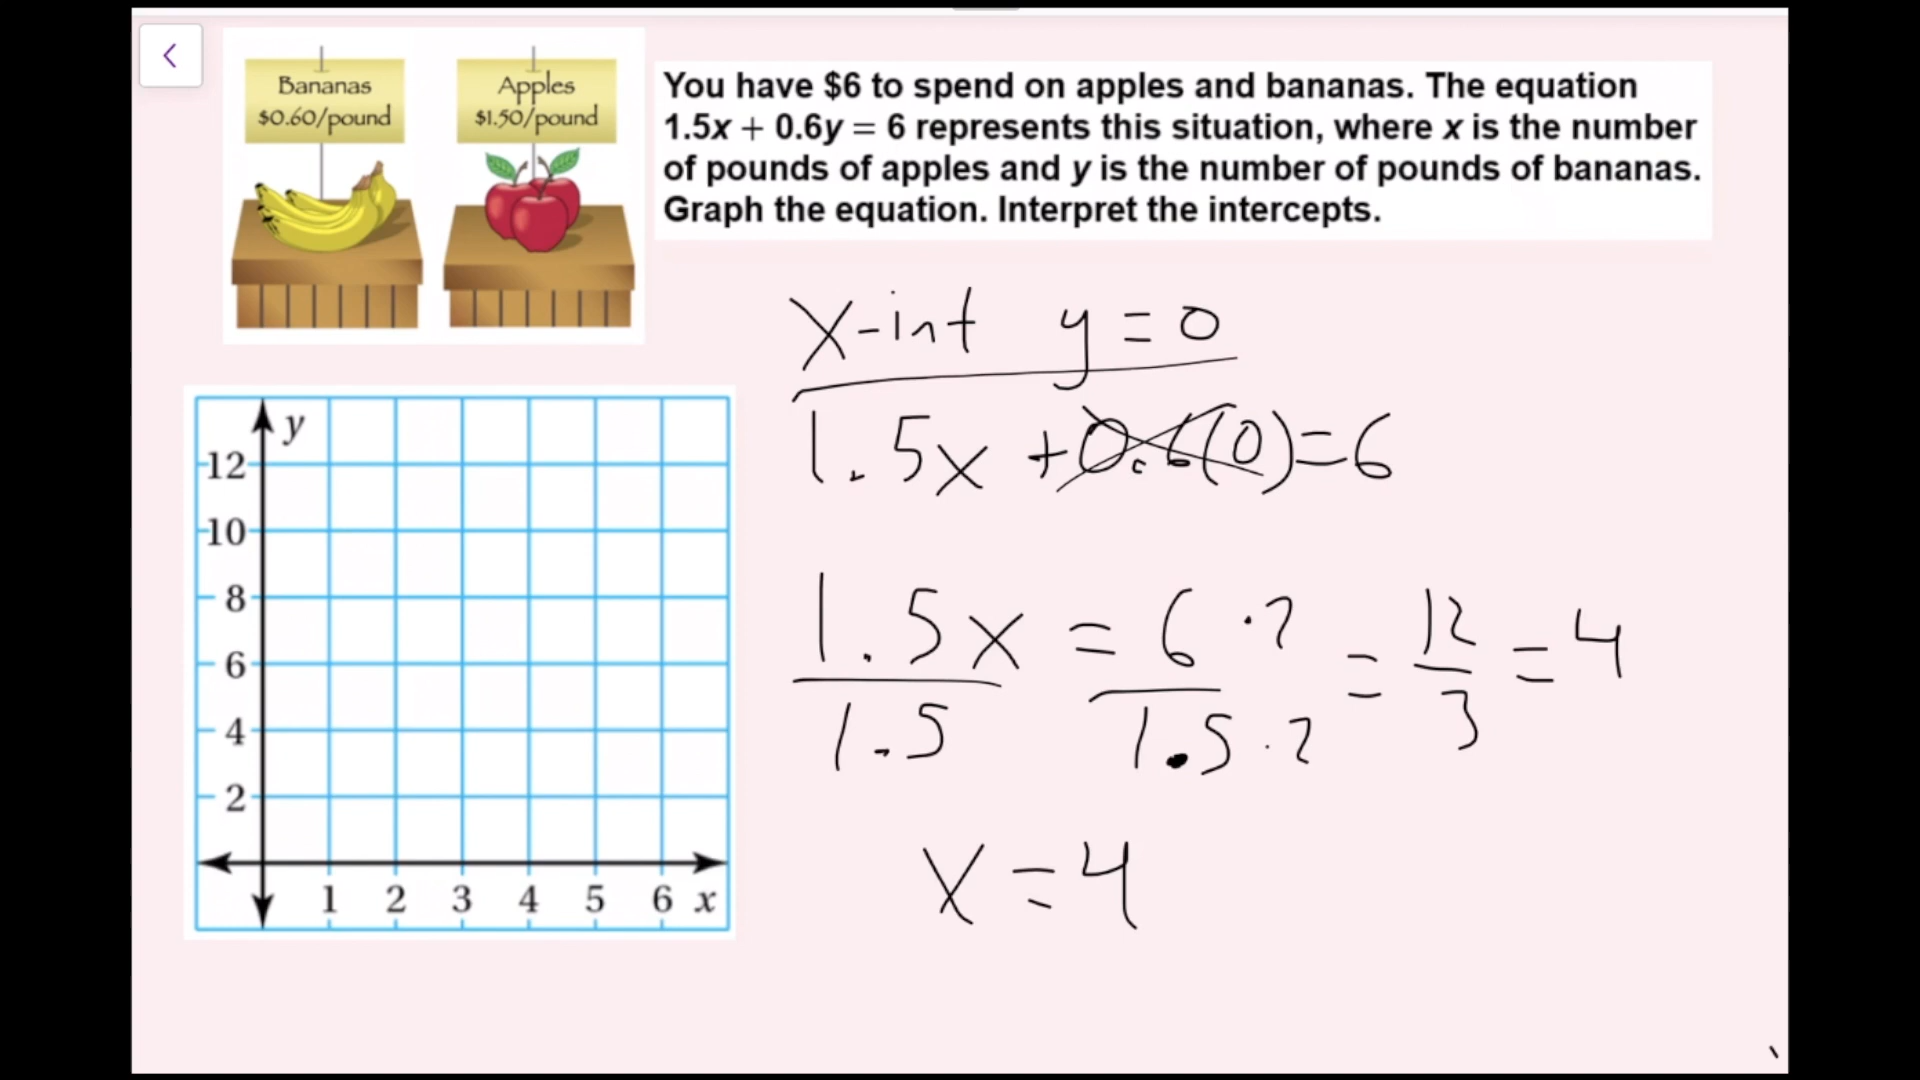 Bananas
$0.60/pound
Apples
$1.50/pound
You have $6 to spend on apples and bananas. The equation
1.5x + 0.6y = 6 represents this situation, where x is the number
of pounds of apples and y is the number of pounds of bananas.
Graph the equation. Interpret the intercepts.
x-int y=0
1.5x +0.6(0)=6
1.5x = 6 ·2 = 12 = 4
1.5 1.5 ·2 3
x = 4
y
12
10
8
6
4
2
1 2 3 4 5 6 x